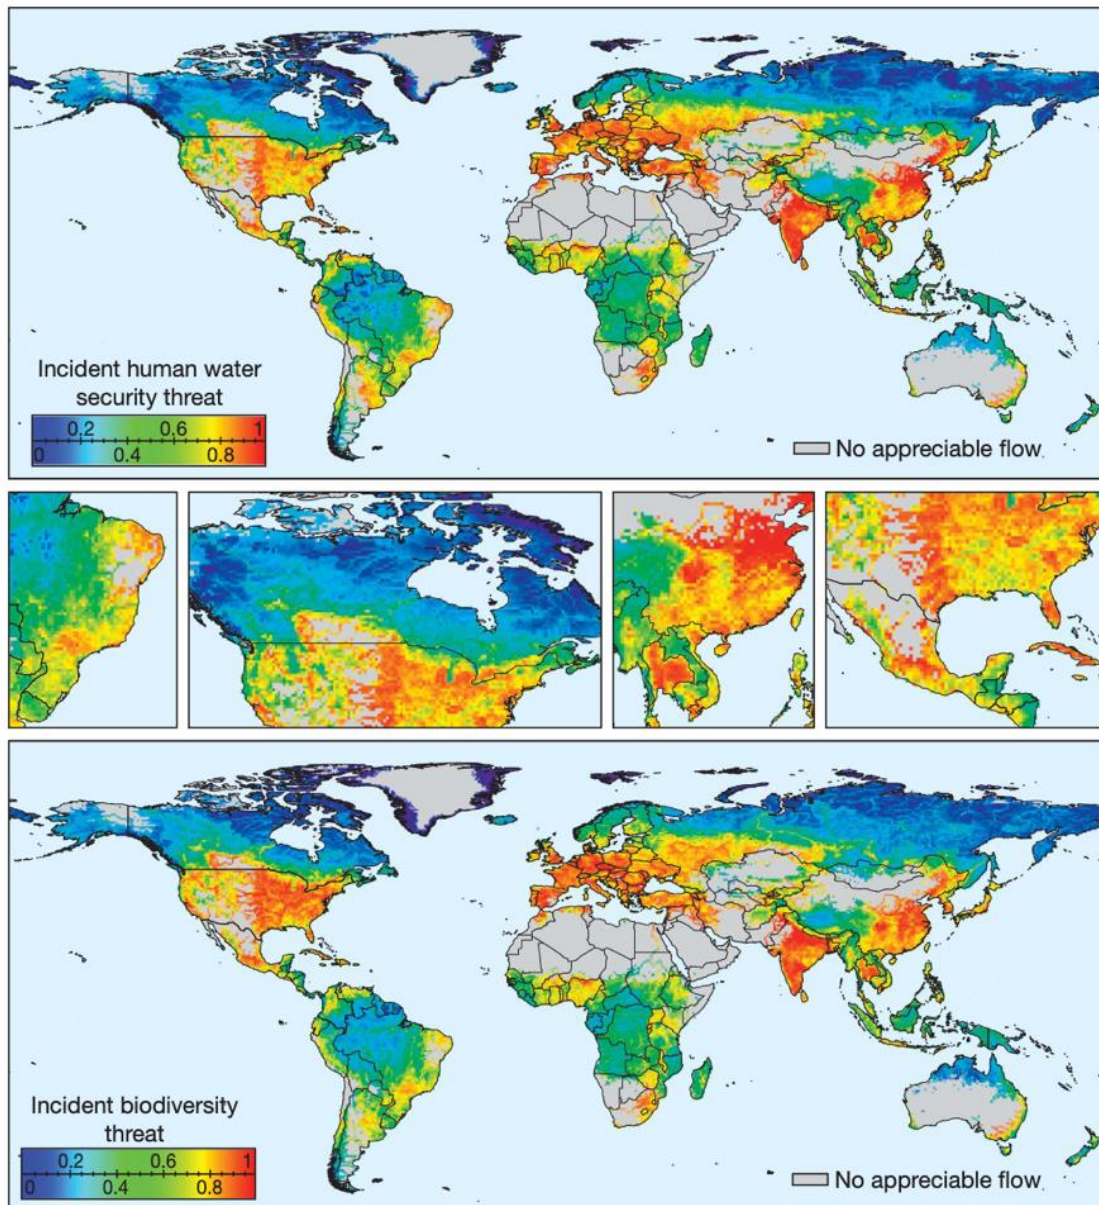 Incident human water
security threat
0.2 0.6 1
0 0.4 0.8
No appreciable flow
Incident biodiversity
threat
0.2 0.6 1
0 0.4 0.8
No appreciable flow